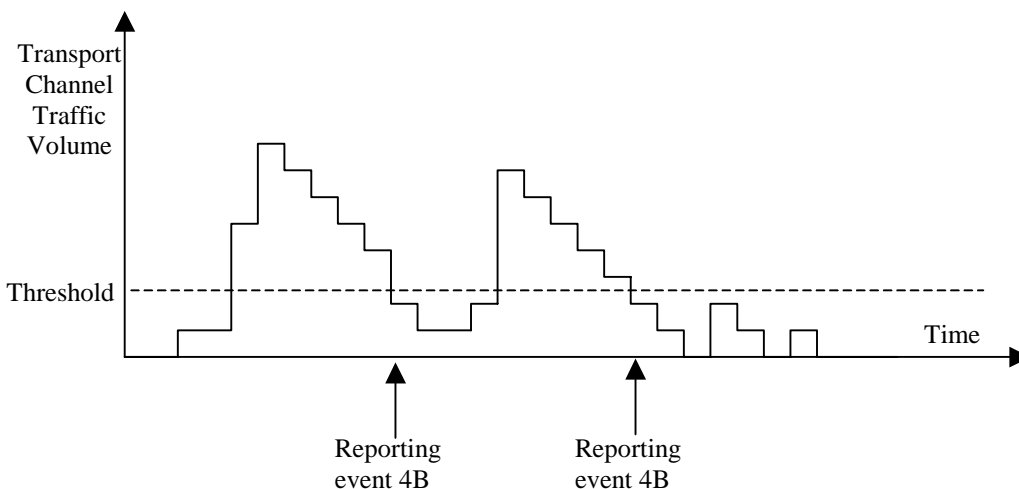 Transport
Channel
Traffic
Volume
Threshold
Time
Reporting
event 4B
Reporting
event 4B